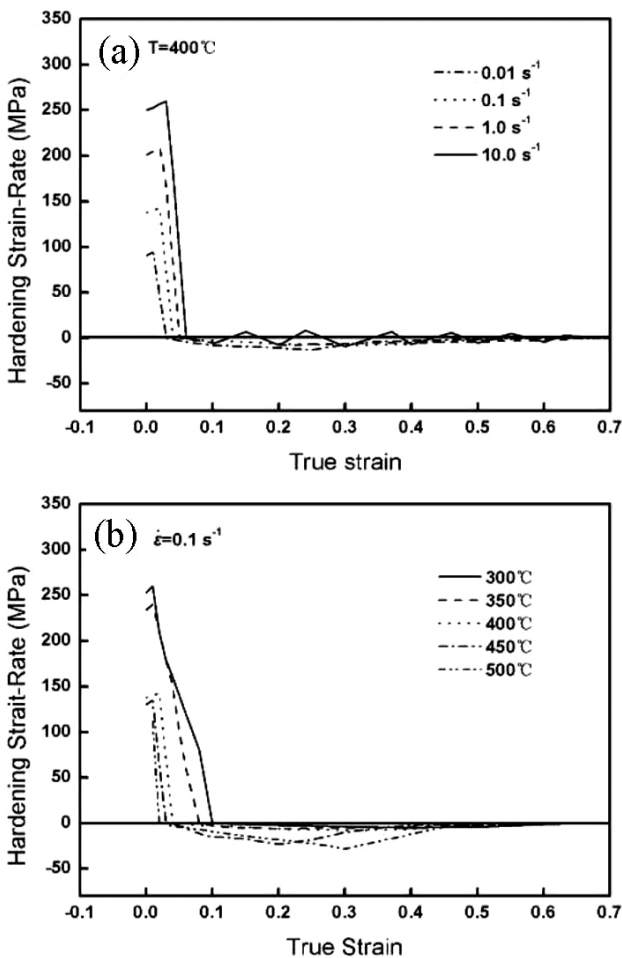 (a)
T=400℃
0.01 s⁻¹
0.1 s⁻¹
1.0 s⁻¹
10.0 s⁻¹
Hardening Strain-Rate (MPa)
350
300
250
200
150
100
50
0
-50
-0.1 0.0 0.1 0.2 0.3 0.4 0.5 0.6 0.7
True strain
(b)
ε̇=0.1 s⁻¹
300℃
350℃
400℃
450℃
500℃
Hardening Strait-Rate (MPa)
350
300
250
200
150
100
50
0
-50
-0.1 0.0 0.1 0.2 0.3 0.4 0.5 0.6 0.7
True Strain